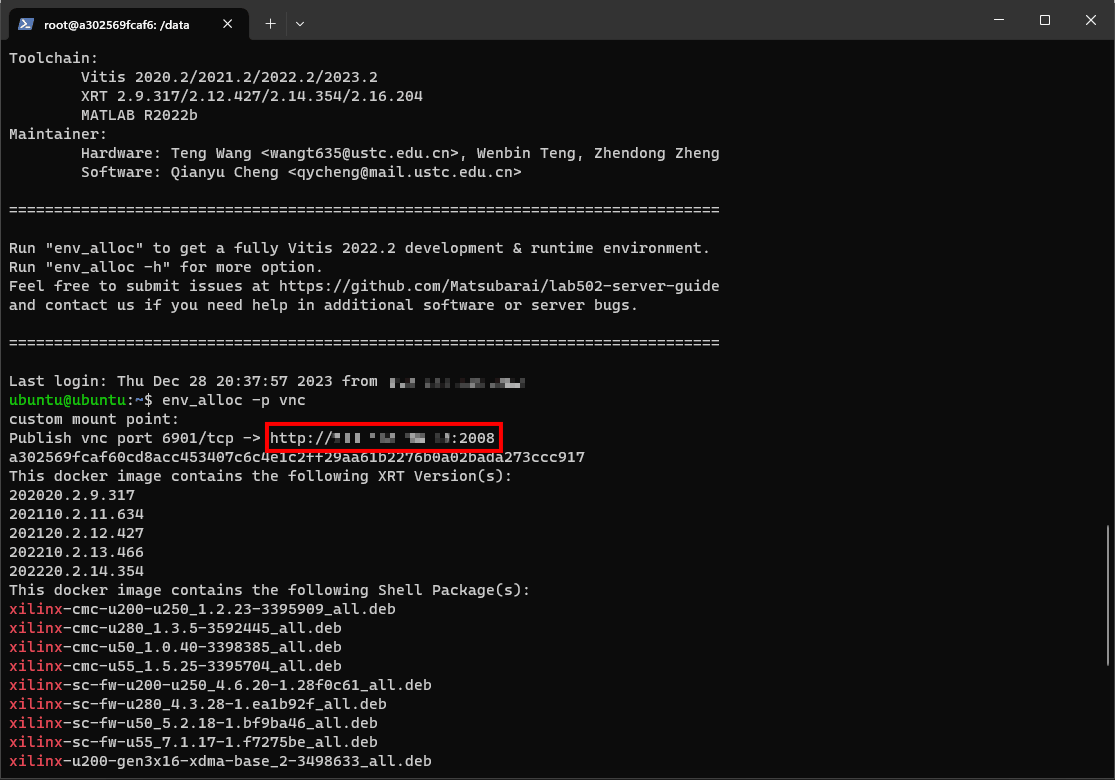 root@a302569fcaf6: /data
Toolchain:
Vitis 2020.2/2021.2/2022.2/2023.2
XRT 2.9.317/2.12.427/2.14.354/2.16.204
MATLAB R2022b
Maintainer:
Hardware: Teng Wang <wangt635@ustc.edu.cn>, Wenbin Teng, Zhendong Zheng
Software: Qianyu Cheng <qycheng@mail.ustc.edu.cn>
===============================================================================
Run "env_alloc" to get a fully Vitis 2022.2 development & runtime environment.
Run "env_alloc -h" for more option.
Feel free to submit issues at https://github.com/Matsubarai/lab502-server-guide
and contact us if you need help in additional software or server bugs.
===============================================================================
Last login: Thu Dec 28 20:37:57 2023 from
ubuntu@ubuntu:~$ env_alloc -p vnc
custom mount point:
Publish vnc port 6901/tcp -> http:// :2008
a302569fcaf60cd8acc453407c6c4e1c2ff29aa61b2276b0a02bada273ccc917
This docker image contains the following XRT Version(s):
202020.2.9.317
202110.2.11.634
202120.2.12.427
202210.2.13.466
202220.2.14.354
This docker image contains the following Shell Package(s):
xilinx-cmc-u200-u250_1.2.23-3395909_all.deb
xilinx-cmc-u280_1.3.5-3592445_all.deb
xilinx-cmc-u50_1.0.40-3398385_all.deb
xilinx-cmc-u55_1.5.25-3395704_all.deb
xilinx-sc-fw-u200-u250_4.6.20-1.28f0c61_all.deb
xilinx-sc-fw-u280_4.3.28-1.ea1b92f_all.deb
xilinx-sc-fw-u50_5.2.18-1.bf9ba46_all.deb
xilinx-sc-fw-u55_7.1.17-1.f7275be_all.deb
xilinx-u200-gen3x16-xdma-base_2-3498633_all.deb